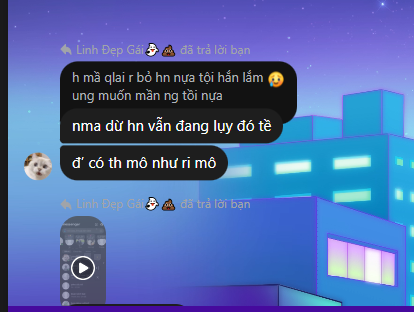 Linh Đẹp Gái👻💩 đã trả lời bạn
h mầ qlai r bỏ hn nựa tội hắn lắm 😥
ung muốn mần ng tồi nựa
nma dừ hn vẫn đang lụy đó tề
đ' có th mô như ri mô
Linh Đẹp Gái👻💩 đã trả lời bạn